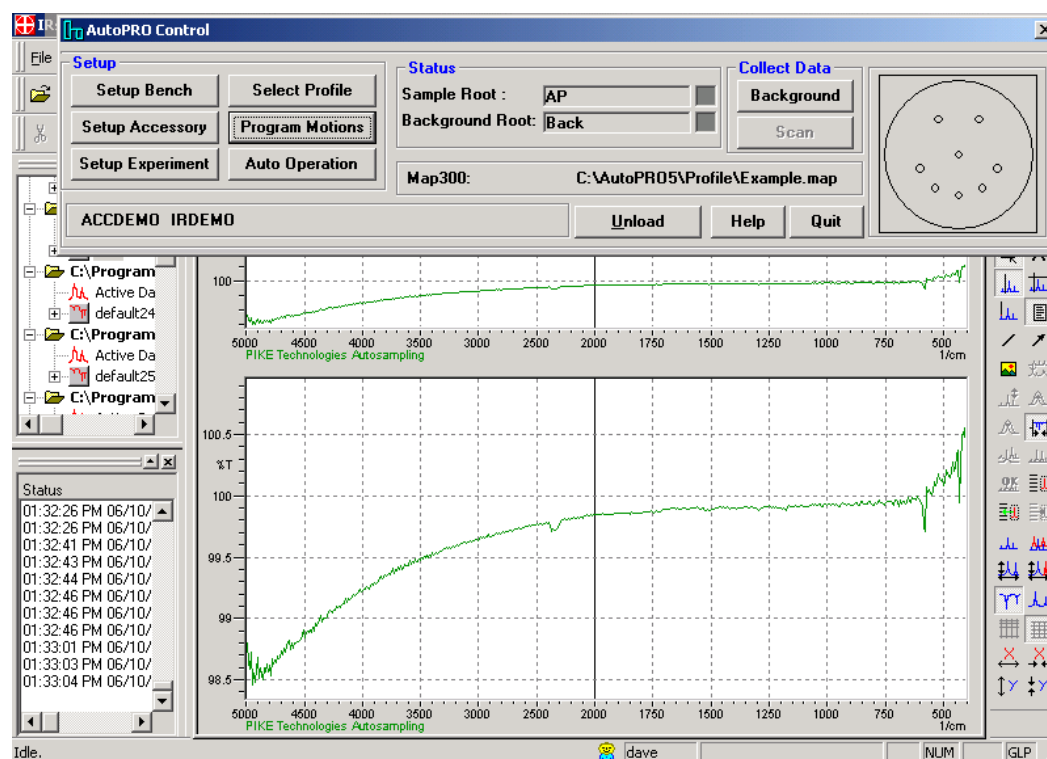 IR
AutoPRO Control
File
Setup
Setup Bench
Select Profile
Setup Accessory
Program Motions
Setup Experiment
Auto Operation
Status
Sample Root : AP
Background Root: Back
Collect Data
Background
Scan
Map300: C:\AutoPRO5\Profile\Example.map
ACCDEMO IRDEMO
Unload
Help
Quit
C:\Program
Active Da
default24
C:\Program
Active Da
default25
C:\Program
100
5000 4500 4000 3500 3000 2500 2000 1750 1500 1250 1000 750 500
PIKE Technologies Autosampling 1/cm
100.5
%T
100
99.5
99
98.5
5000 4500 4000 3500 3000 2500 2000 1750 1500 1250 1000 750 500
PIKE Technologies Autosampling 1/cm
Status
01:32:26 PM 06/10/
01:32:26 PM 06/10/
01:32:41 PM 06/10/
01:32:43 PM 06/10/
01:32:44 PM 06/10/
01:32:46 PM 06/10/
01:32:46 PM 06/10/
01:32:46 PM 06/10/
01:33:01 PM 06/10/
01:33:03 PM 06/10/
01:33:04 PM 06/10/
OK
Idle.
dave
NUM
GLP